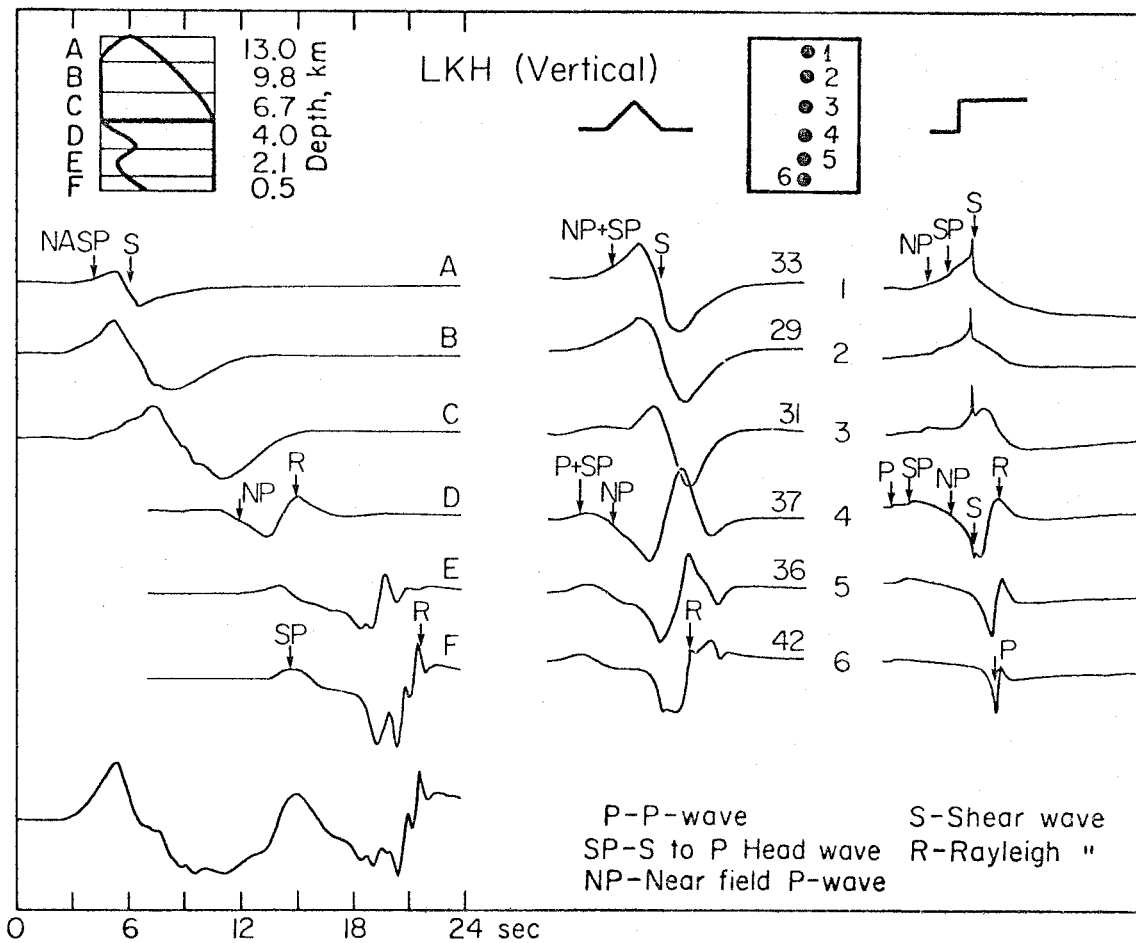 A 13.0
B 9.8
C 6.7
D 4.0
E 2.1
F 0.5
Depth, km
LKH (Vertical)
1
2
3
4
5
6
NASP S A
B
C
NP R D
E
SP F R
NP+SP S 33
29
31
P+SP NP 37
36
R 42
1
2
3
4
5
6
NP SP S
P SP NP S R
P
P-P-wave
SP-S to P Head wave
NP-Near field P-wave
S-Shear wave
R-Rayleigh "
0 6 12 18 24 sec